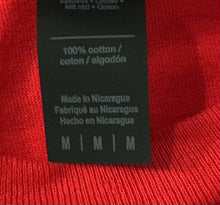 100% cotton /
coton / algodón
Made in Nicaragua
Fabriqué au Nicaragua
Hecho en Nicaragua
M | M | M